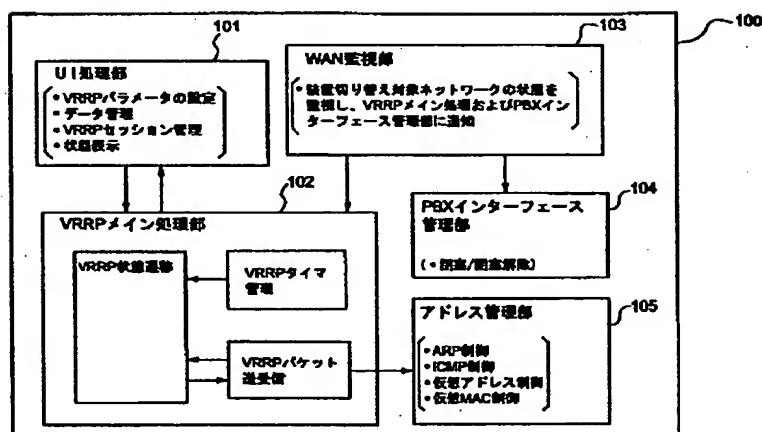 100
101
UI処理部
・VRRPパラメータの設定
・データ管理
・VRRPセッション管理
・状態表示
103
WAN監視部
・装置切り替え対象ネットワークの状態を
監視し、VRRPメイン処理およびPBXイン
ターフェース管理部に通知
102
VRRPメイン処理部
VRRP状態遷移
VRRPタイマ
管理
VRRPパケット
送受信
104
PBXインターフェース
管理部
(・閉塞/閉塞解除)
105
アドレス管理部
・ARP制御
・ICMP制御
・仮想アドレス制御
・仮想MAC制御